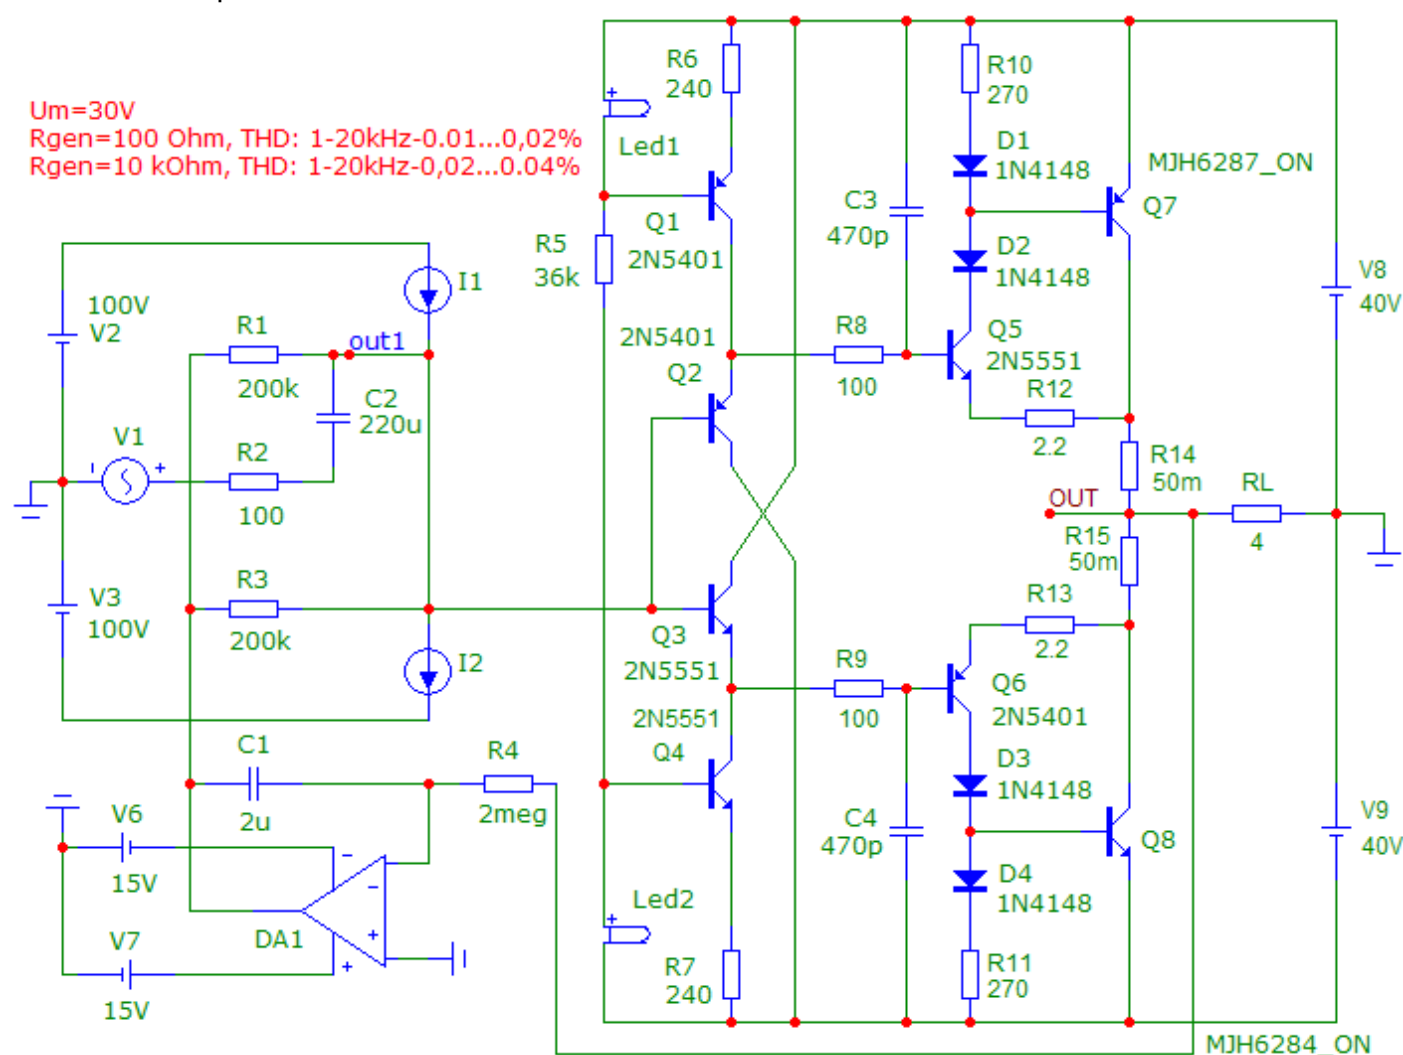 Um=30V
Rgen=100 Ohm, THD: 1-20kHz-0.01...0,02%
Rgen=10 kOhm, THD: 1-20kHz-0,02...0.04%
R6
240
Led1
Q1
2N5401
R5
36k
R10
270
D1
1N4148
MJH6287_ON
Q7
C3
470p
D2
1N4148
V8
40V
I1
100V
V2
R1
200k
out1
C2
220u
2N5401
Q2
R8
100
Q5
2N5551
R12
2.2
V1
R2
100
R14
50m
RL
4
OUT
R15
50m
R3
200k
V3
100V
I2
Q3
2N5551
R9
100
R13
2.2
Q6
2N5401
2N5551
Q4
C1
2u
R4
2meg
D3
1N4148
C4
470p
Q8
V9
40V
V6
15V
DA1
V7
15V
Led2
R7
240
D4
1N4148
R11
270
MJH6284_ON